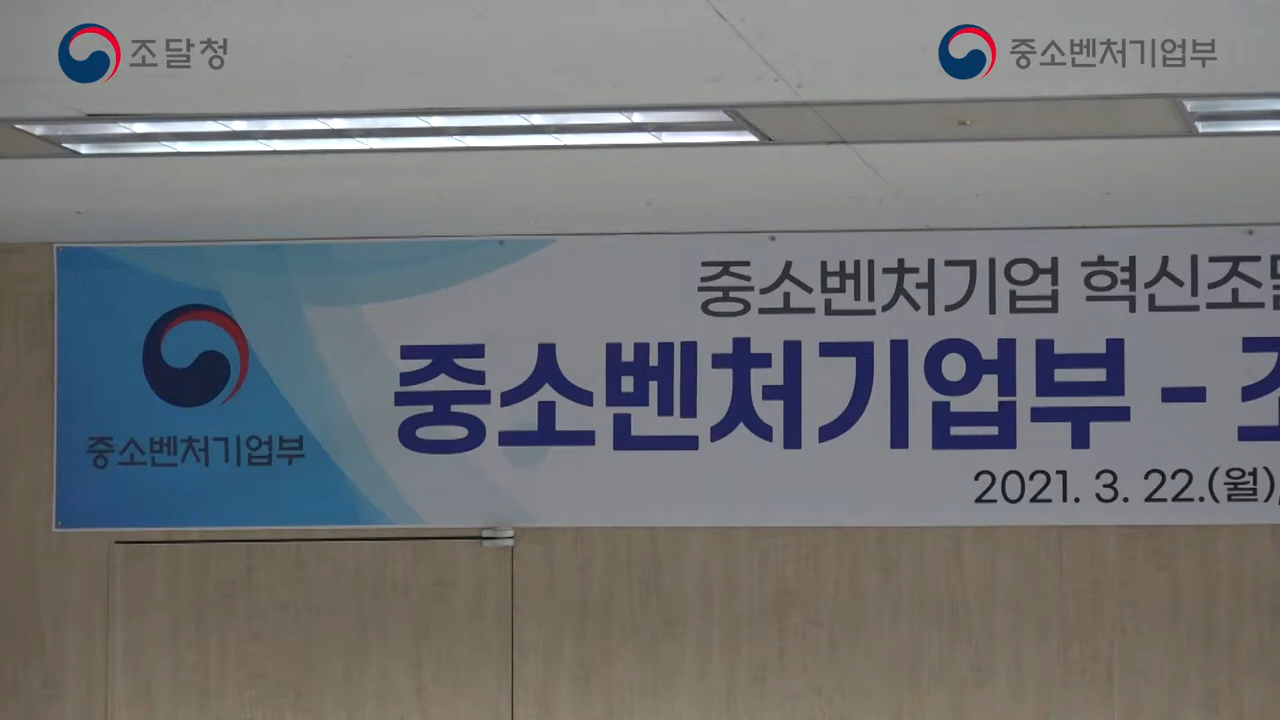 조달청
중소벤처기업부
중소벤처기업 혁신조
중소벤처기업부 -
2021. 3. 22.(월),
중소벤처기업부